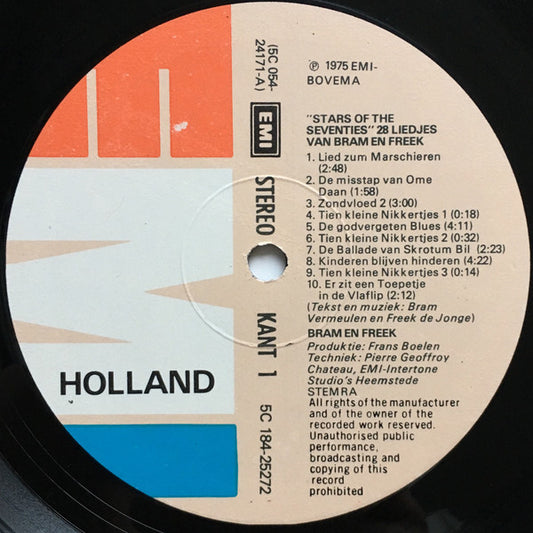 ℗ 1975 EMI-
BOVEMA
(5C 054-
24171-A)
EMI
STEREO
KANT 1
5C 184-25272
HOLLAND
"STARS OF THE
SEVENTIES" 28 LIEDJES
VAN BRAM EN FREEK
1. Lied zum Marschieren
(2:48)
2. De misstap van Ome
Daan (1:58)
3. Zondvloed 2 (3:00)
4. Tien kleine Nikkertjes 1 (0:18)
5. De godvergeten Blues (4:11)
6. Tien kleine Nikkertjes 2 (0:32)
7. De Ballade van Skrotum Bil (2:23)
8. Kinderen blijven hinderen (4:22)
9. Tien kleine Nikkertjes 3 (0:14)
10. Er zit een Toepetje
in de Vlaflip (2:12)
(Tekst en muziek: Bram
Vermeulen en Freek de Jonge)
BRAM EN FREEK
Produktie: Frans Boelen
Techniek: Pierre Geoffroy
Chateau, EMI-Intertone
Studio's Heemstede
STEMRA
All rights of the manufacturer
and of the owner of the
recorded work reserved.
Unauthorised public
performance,
broadcasting and
copying of this
record
prohibited